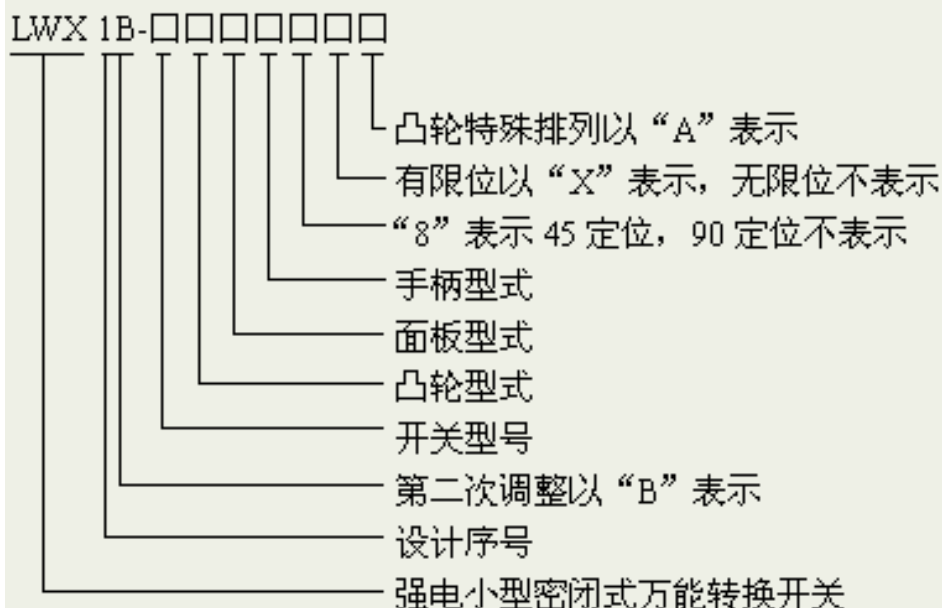 LWX 1B-□□□□□□□
凸轮特殊排列以“A”表示
有限位以“X”表示，无限位不表示
“8”表示 45 定位，90 定位不表示
手柄型式
面板型式
凸轮型式
开关型号
第二次调整以“B”表示
设计序号
强电小型密闭式万能转换开关